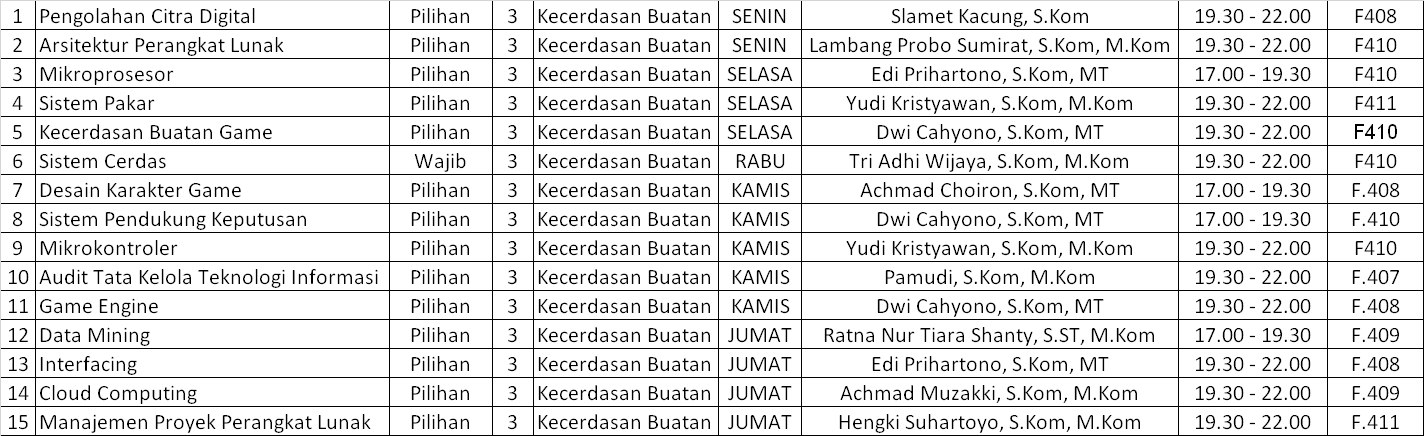 1 Pengolahan Citra Digital Pilihan 3 Kecerdasan Buatan SENIN Slamet Kacung, S.Kom 19.30 - 22.00 F408
2 Arsitektur Perangkat Lunak Pilihan 3 Kecerdasan Buatan SENIN Lambang Probo Sumirat, S.Kom, M.Kom 19.30 - 22.00 F410
3 Mikroprosesor Pilihan 3 Kecerdasan Buatan SELASA Edi Prihartono, S.Kom, MT 17.00 - 19.30 F410
4 Sistem Pakar Pilihan 3 Kecerdasan Buatan SELASA Yudi Kristyawan, S.Kom, M.Kom 19.30 - 22.00 F411
5 Kecerdasan Buatan Game Pilihan 3 Kecerdasan Buatan SELASA Dwi Cahyono, S.Kom, MT 19.30 - 22.00 F410
6 Sistem Cerdas Wajib 3 Kecerdasan Buatan RABU Tri Adhi Wijaya, S.Kom, M.Kom 19.30 - 22.00 F410
7 Desain Karakter Game Pilihan 3 Kecerdasan Buatan KAMIS Achmad Choiron, S.Kom, MT 17.00 - 19.30 F.408
8 Sistem Pendukung Keputusan Pilihan 3 Kecerdasan Buatan KAMIS Dwi Cahyono, S.Kom, MT 17.00 - 19.30 F.410
9 Mikrokontroler Pilihan 3 Kecerdasan Buatan KAMIS Yudi Kristyawan, S.Kom, M.Kom 19.30 - 22.00 F410
10 Audit Tata Kelola Teknologi Informasi Pilihan 3 Kecerdasan Buatan KAMIS Pamudi, S.Kom, M.Kom 19.30 - 22.00 F.407
11 Game Engine Pilihan 3 Kecerdasan Buatan KAMIS Dwi Cahyono, S.Kom, MT 19.30 - 22.00 F.408
12 Data Mining Pilihan 3 Kecerdasan Buatan JUMAT Ratna Nur Tiara Shanty, S.ST, M.Kom 17.00 - 19.30 F.409
13 Interfacing Pilihan 3 Kecerdasan Buatan JUMAT Edi Prihartono, S.Kom, MT 19.30 - 22.00 F.408
14 Cloud Computing Pilihan 3 Kecerdasan Buatan JUMAT Achmad Muzakki, S.Kom, M.Kom 19.30 - 22.00 F.409
15 Manajemen Proyek Perangkat Lunak Pilihan 3 Kecerdasan Buatan JUMAT Hengki Suhartoyo, S.Kom, M.Kom 19.30 - 22.00 F.411